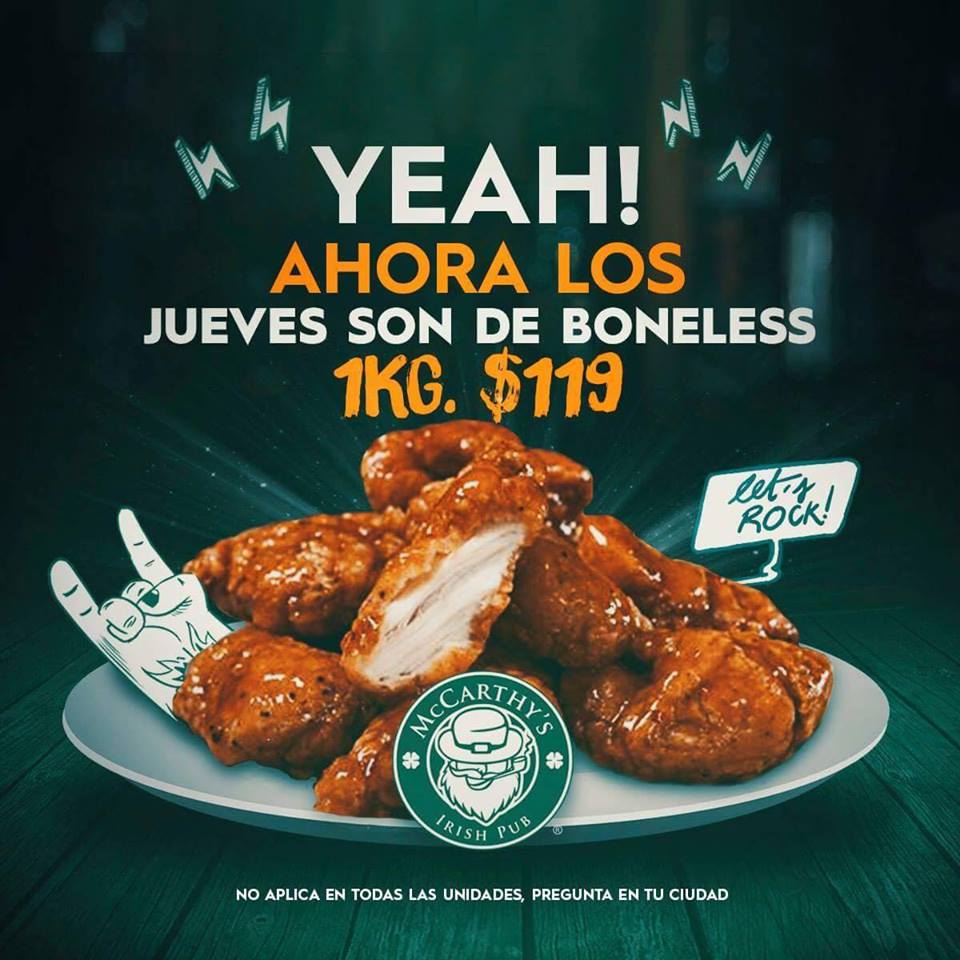 YEAH!
AHORA LOS
JUEVES SON DE BONELESS
1KG. $119
let's
ROCK!
McCARTHY'S
IRISH PUB
®
NO APLICA EN TODAS LAS UNIDADES, PREGUNTA EN TU CIUDAD